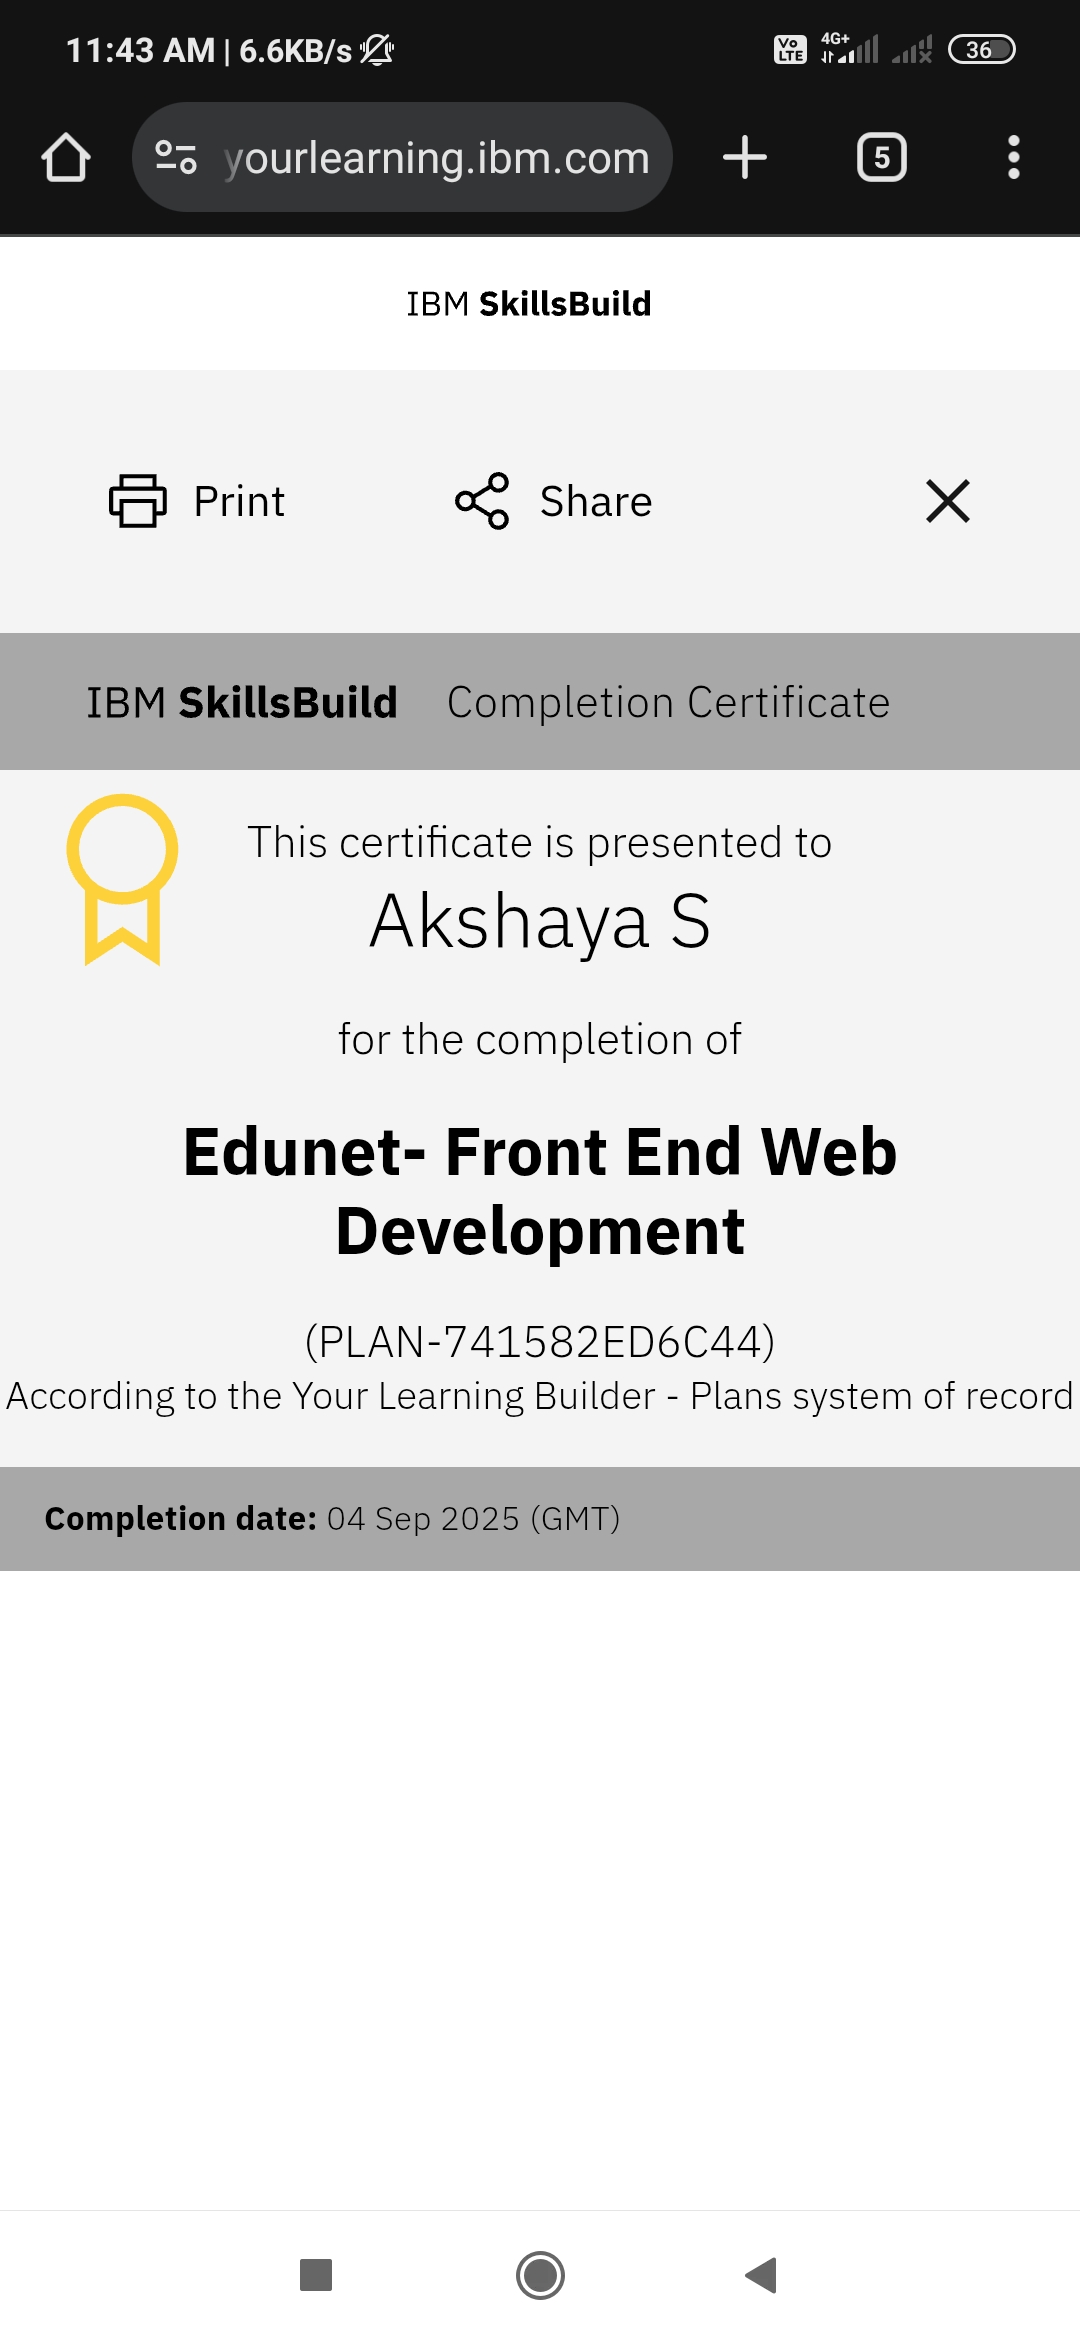 11:43 AM | 6.6KB/s
Vo LTE 4G+ 36
yourlearning.ibm.com 5
IBM SkillsBuild
Print Share
IBM SkillsBuild Completion Certificate
This certificate is presented to
Akshaya S
for the completion of
Edunet- Front End Web
Development
(PLAN-741582ED6C44)
According to the Your Learning Builder - Plans system of record
Completion date: 04 Sep 2025 (GMT)